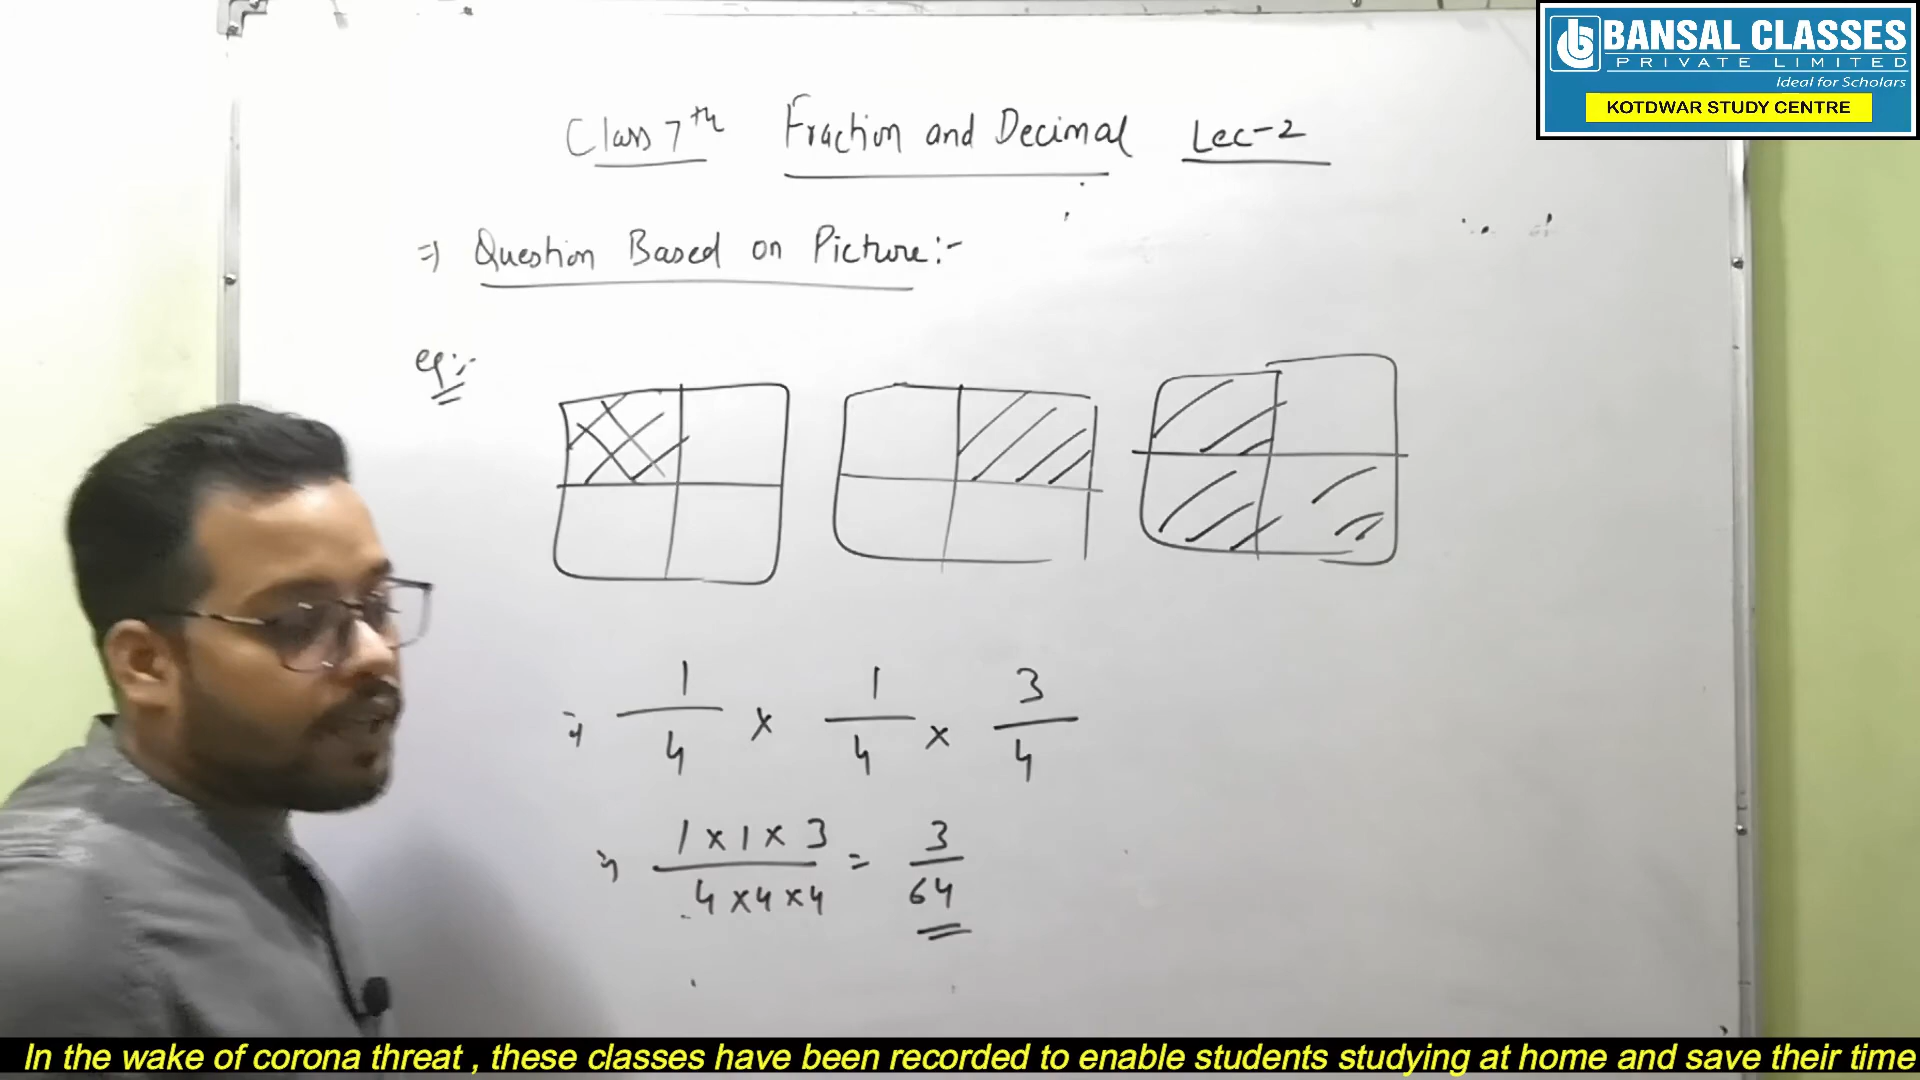 BANSAL CLASSES
PRIVATE LIMITED
Ideal for Scholars
KOTDWAR STUDY CENTRE
Class 7th Fraction and Decimal Lec-2
⇒ Question Based on Picture:-
eg:-
⇒ 1/4 × 1/4 × 3/4
⇒ 1×1×3/4×4×4 = 3/64
In the wake of corona threat , these classes have been recorded to enable students studying at home and save their time